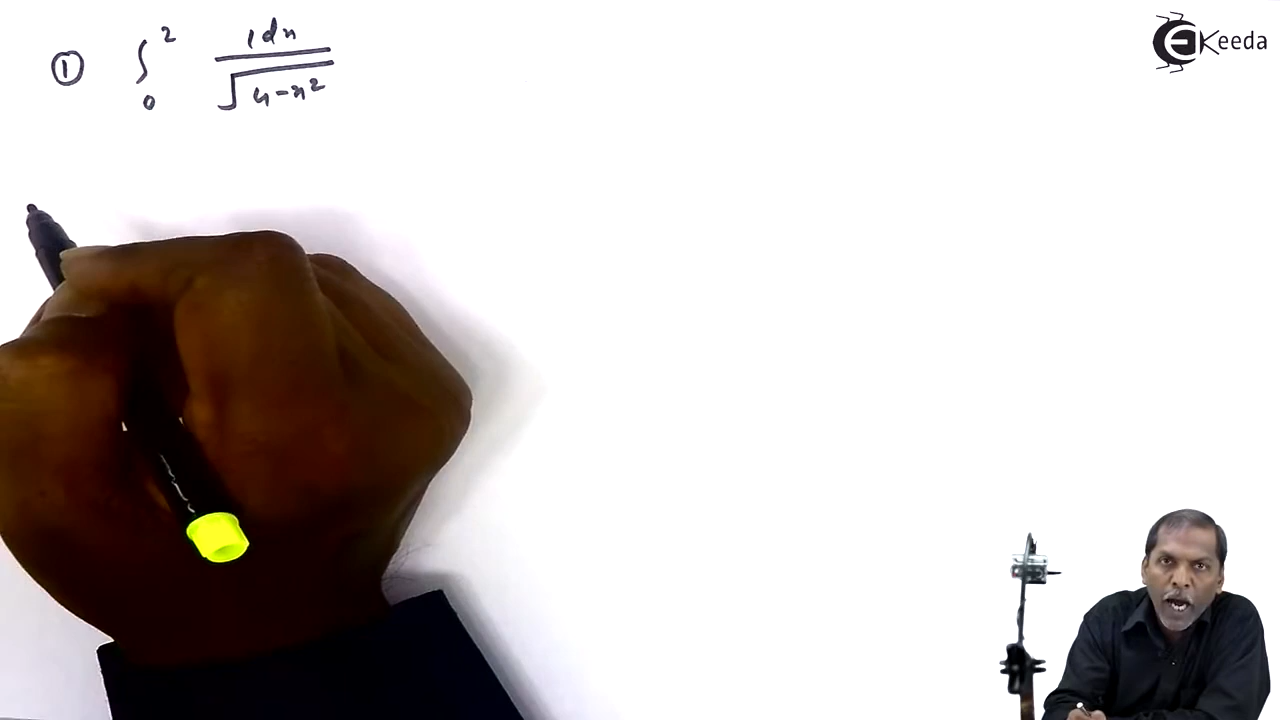 ① ∫₀² 1dx / √(4-x²)
EKeeda